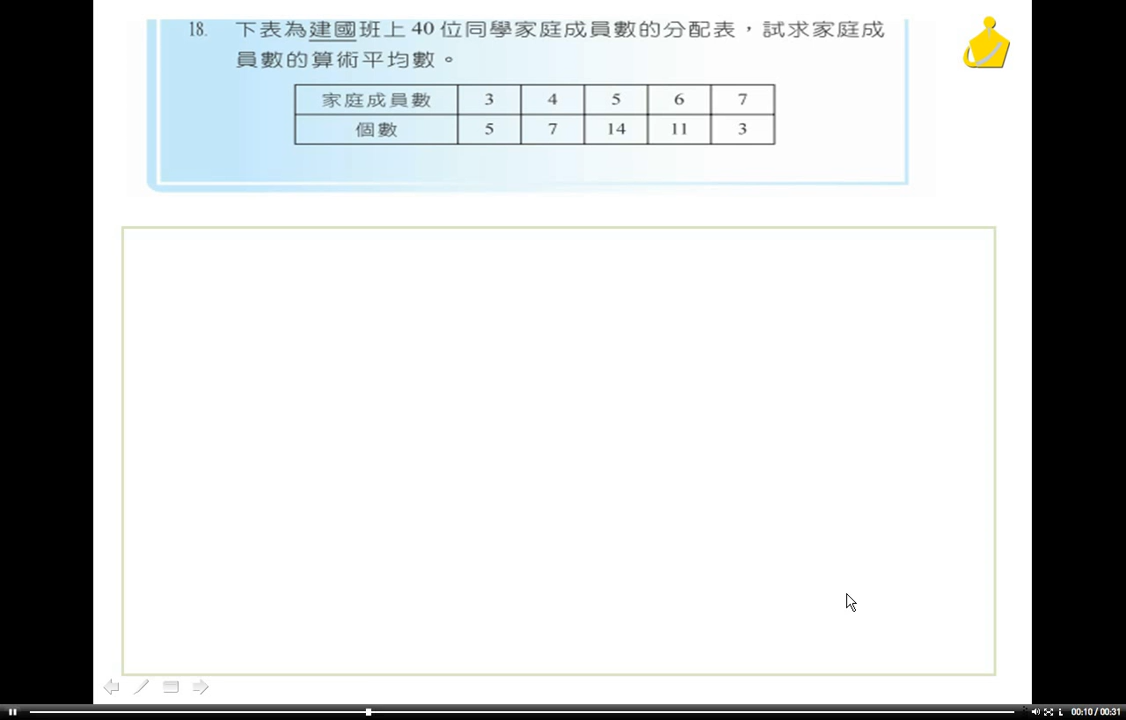 18. 下表為建國班上 40 位同學家庭成員數的分配表，試求家庭成
員數的算術平均數。
家庭成員數 3 4 5 6 7
個數 5 7 14 11 3
00:10 / 00:31